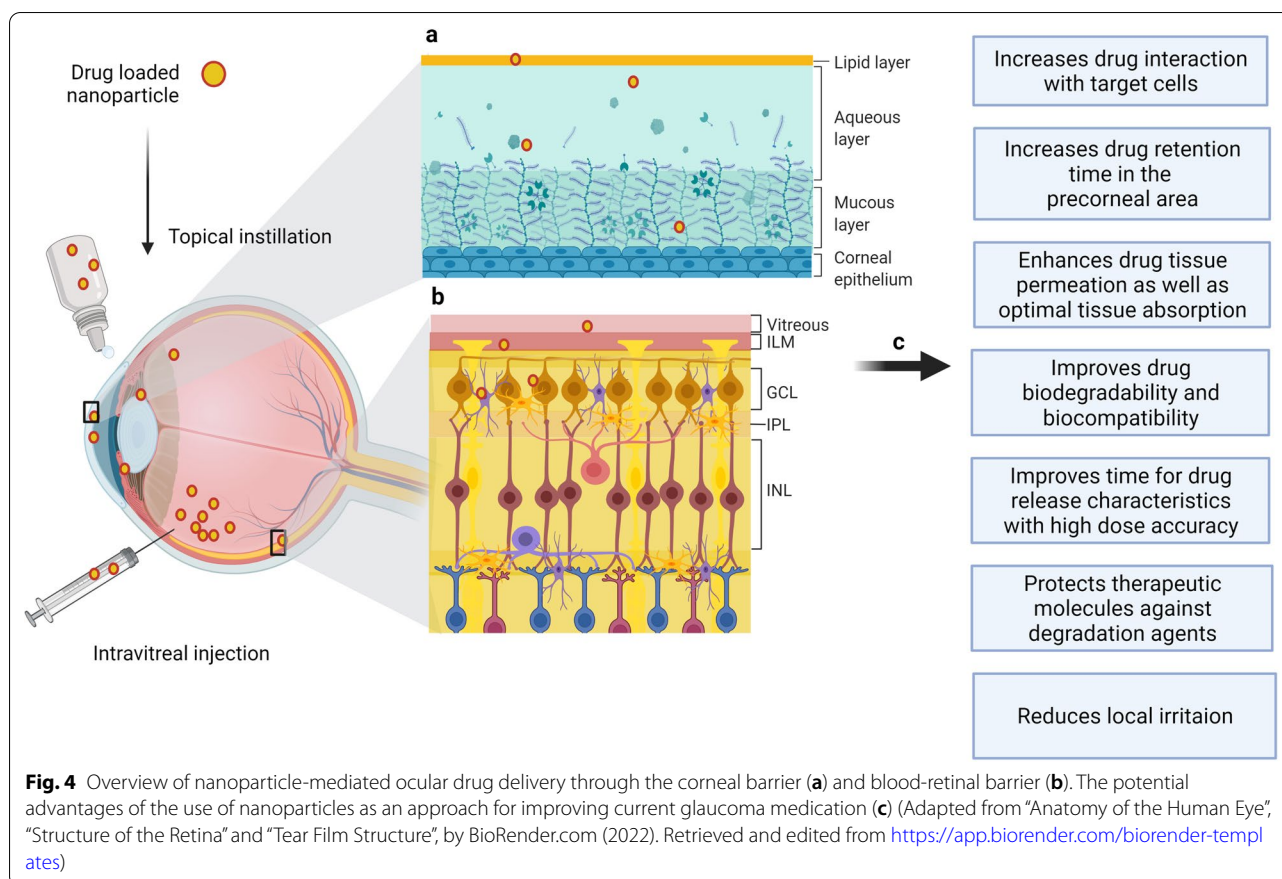 Drug loaded
nanoparticle
Topical instillation
Intravitreal injection
a
Lipid layer
Aqueous
layer
Mucous
layer
Corneal
epithelium
b
Vitreous
ILM
GCL
IPL
INL
c
Increases drug interaction
with target cells
Increases drug retention
time in the
precorneal area
Enhances drug tissue
permeation as well as
optimal tissue absorption
Improves drug
biodegradability and
biocompatibility
Improves time for drug
release characteristics
with high dose accuracy
Protects therapeutic
molecules against
degradation agents
Reduces local irritaion
Fig. 4 Overview of nanoparticle-mediated ocular drug delivery through the corneal barrier (a) and blood-retinal barrier (b). The potential
advantages of the use of nanoparticles as an approach for improving current glaucoma medication (c) (Adapted from “Anatomy of the Human Eye”,
“Structure of the Retina” and “Tear Film Structure”, by BioRender.com (2022). Retrieved and edited from https://app.biorender.com/biorender-templ
ates)